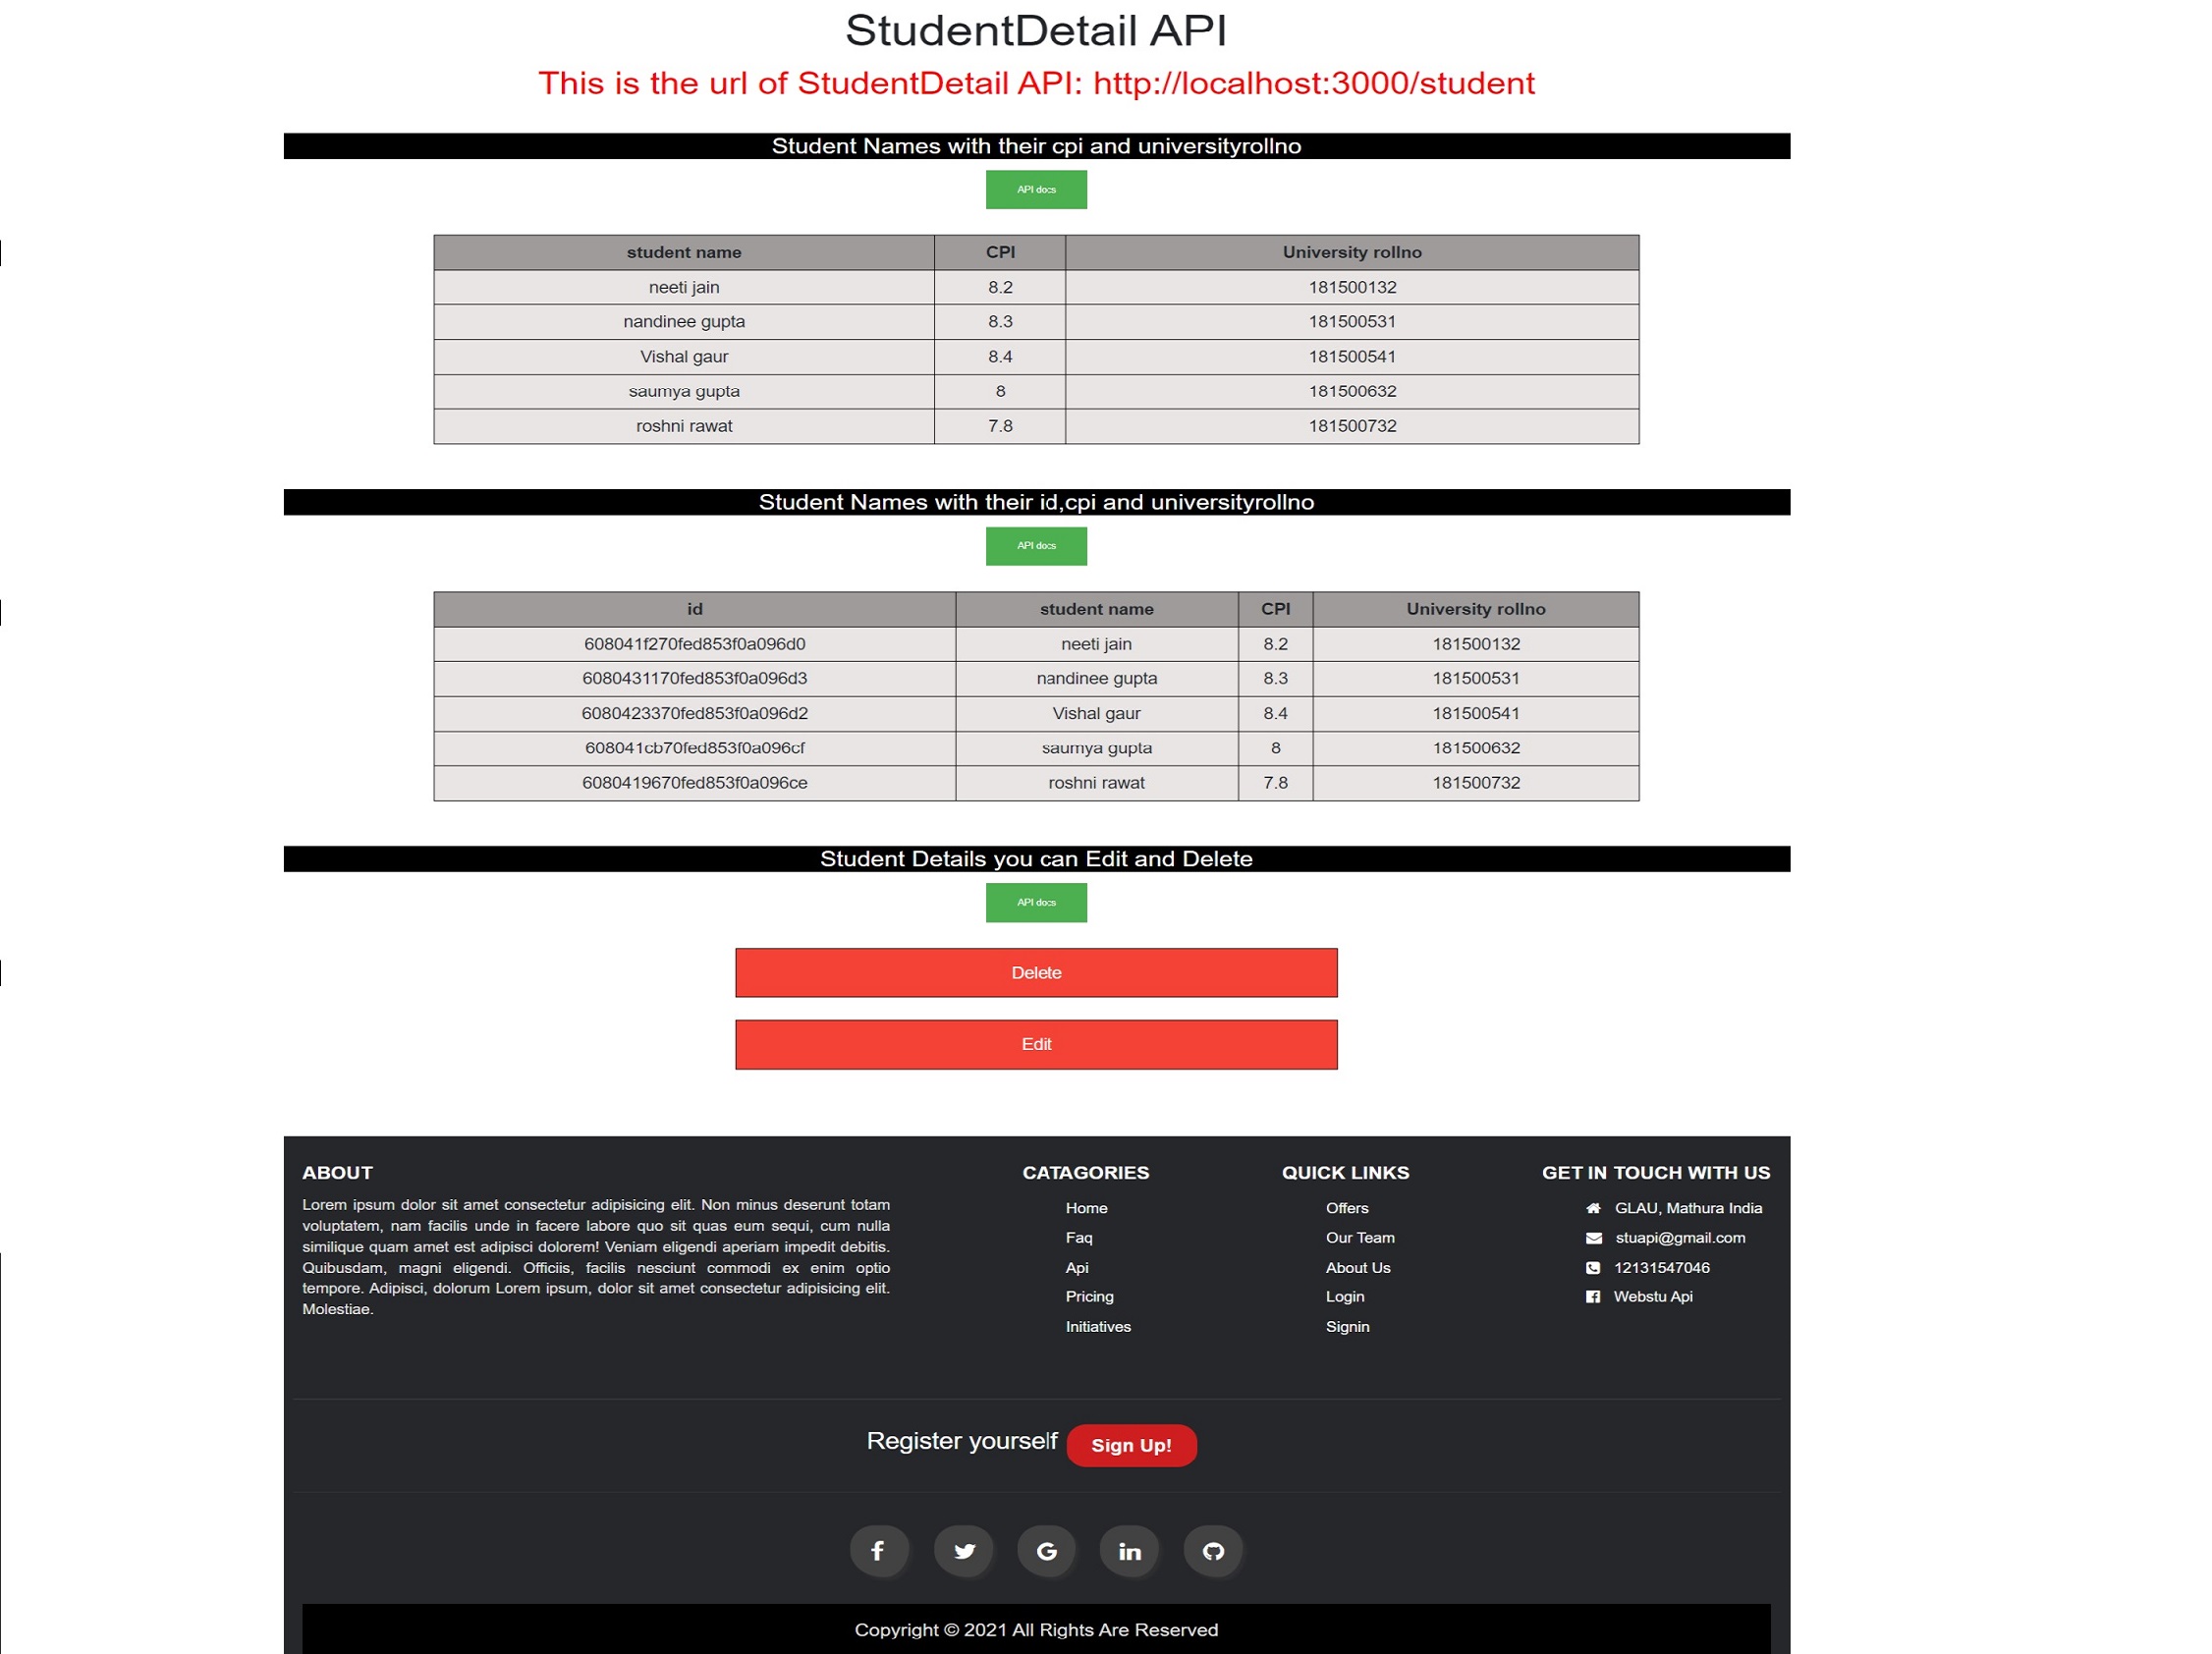 StudentDetail API
This is the url of StudentDetail API: http://localhost:3000/student
Student Names with their cpi and universityrollno
API docs
student name CPI University rollno
neeti jain 8.2 181500132
nandinee gupta 8.3 181500531
Vishal gaur 8.4 181500541
saumya gupta 8 181500632
roshni rawat 7.8 181500732
Student Names with their id,cpi and universityrollno
API docs
id student name CPI University rollno
608041f270fed853f0a096d0 neeti jain 8.2 181500132
6080431170fed853f0a096d3 nandinee gupta 8.3 181500531
6080423370fed853f0a096d2 Vishal gaur 8.4 181500541
608041cb70fed853f0a096cf saumya gupta 8 181500632
6080419670fed853f0a096ce roshni rawat 7.8 181500732
Student Details you can Edit and Delete
API docs
Delete
Edit
ABOUT
Lorem ipsum dolor sit amet consectetur adipisicing elit. Non minus deserunt totam
voluptatem, nam facilis unde in facere labore quo sit quas eum sequi, cum nulla
similique quam amet est adipisci dolorem! Veniam eligendi aperiam impedit debitis.
Quibusdam, magni eligendi. Officiis, facilis nesciunt commodi ex enim optio
tempore. Adipisci, dolorum Lorem ipsum, dolor sit amet consectetur adipisicing elit.
Molestiae.
CATAGORIES
Home
Faq
Api
Pricing
Initiatives
QUICK LINKS
Offers
Our Team
About Us
Login
Signin
GET IN TOUCH WITH US
GLAU, Mathura India
stuapi@gmail.com
12131547046
Webstu Api
Register yourself Sign Up!
Copyright © 2021 All Rights Are Reserved